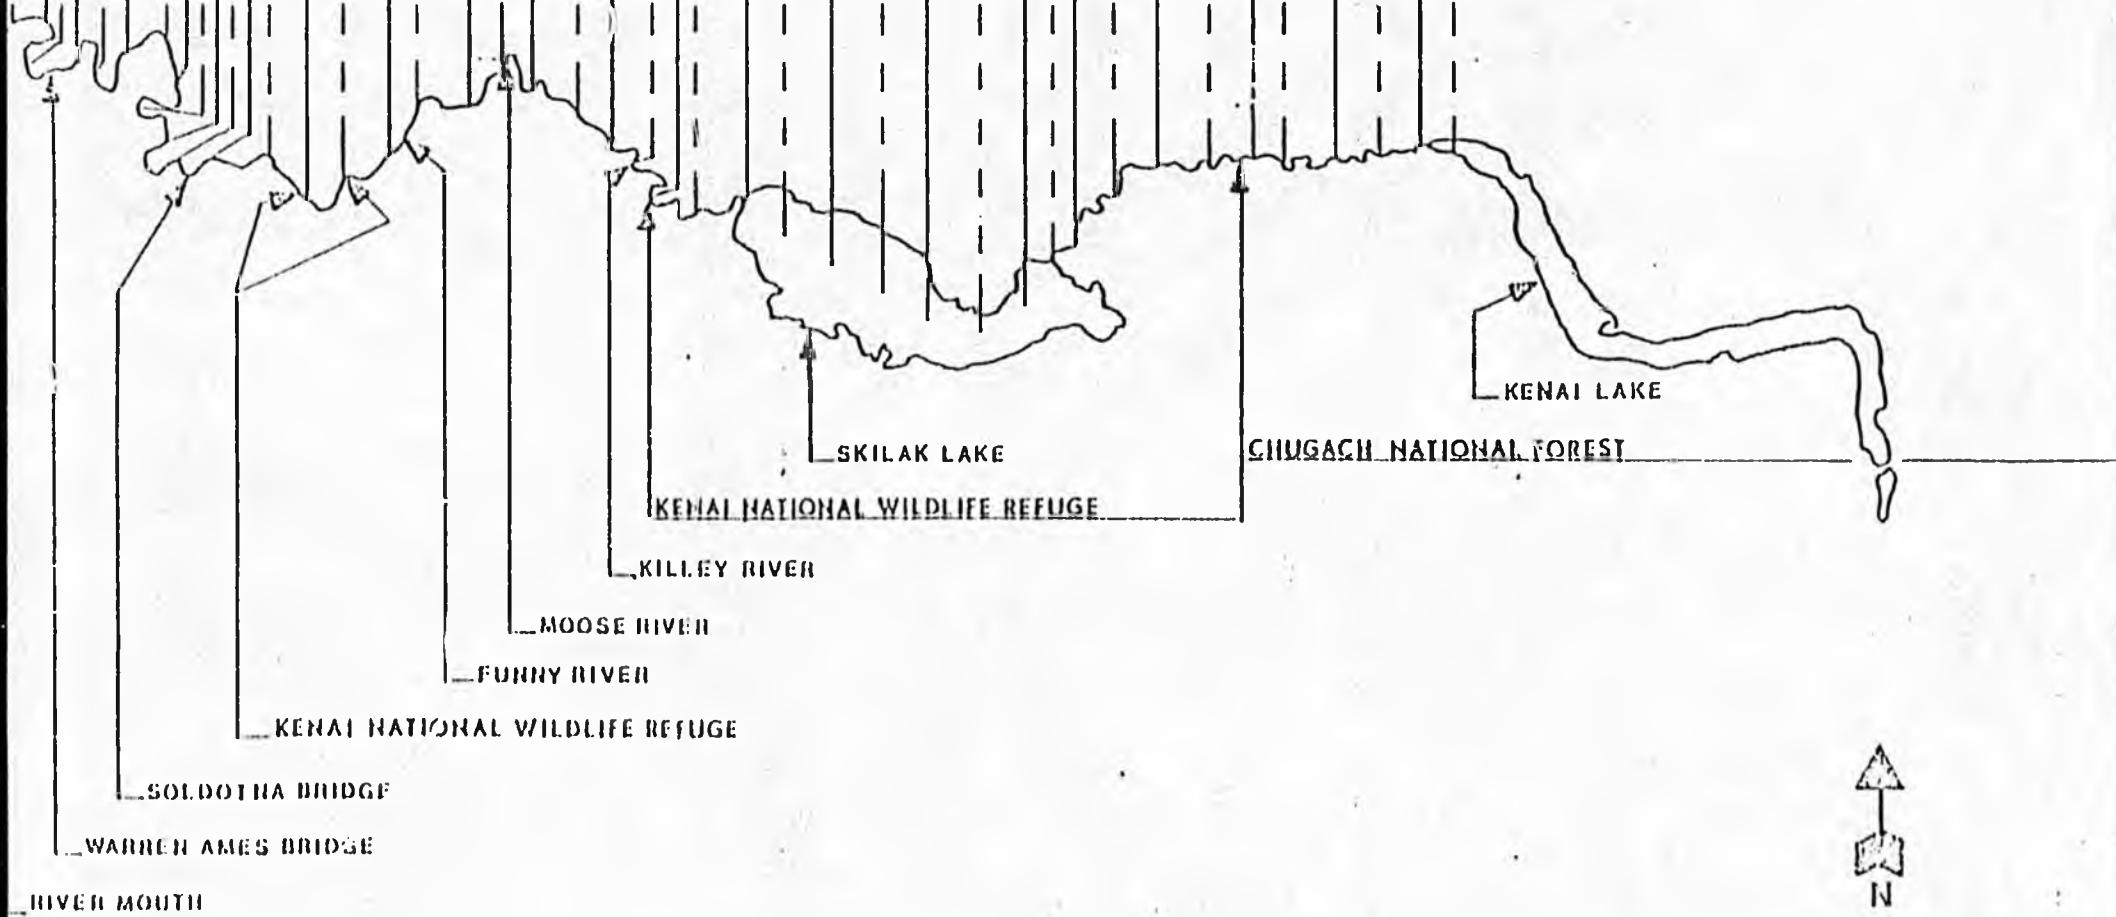 KENAI LAKE
SKILAK LAKE
CHUGACH NATIONAL FOREST
KENAI NATIONAL WILDLIFE REFUGE
KILLEY RIVER
MOOSE RIVER
FUNNY RIVER
KENAI NATIONAL WILDLIFE REFUGE
SOLDOTNA BRIDGE
WARREN AMES BRIDGE
RIVER MOUTH
N